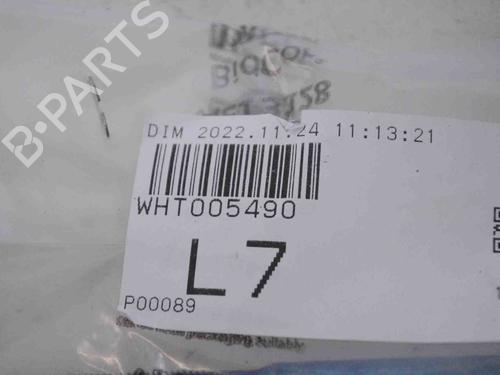 B-PARTS
DIM 2022.11.24 11:13:21
WHT005490
L7
P00089